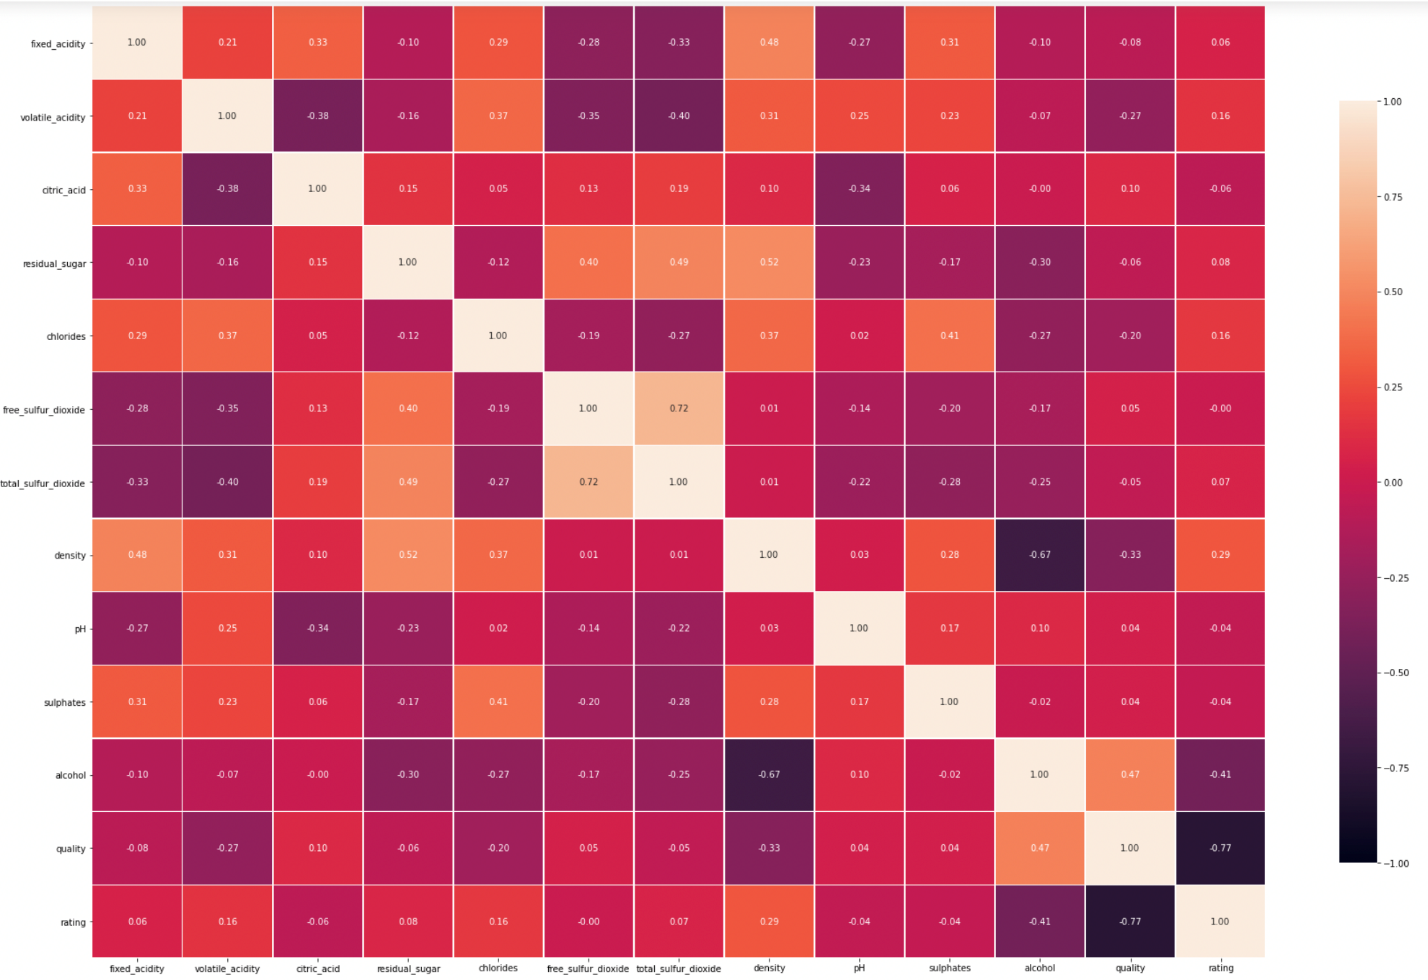 fixed_acidity 1.00 0.21 0.33 -0.10 0.29 -0.28 -0.33 0.48 -0.27 0.31 -0.10 -0.08 0.06
volatile_acidity 0.21 1.00 -0.38 -0.16 0.37 -0.35 -0.40 0.31 0.25 0.23 -0.07 -0.27 0.16
citric_acid 0.33 -0.38 1.00 0.15 0.05 0.13 0.19 0.10 -0.34 0.06 -0.00 0.10 -0.06
residual_sugar -0.10 -0.16 0.15 1.00 -0.12 0.40 0.49 0.52 -0.23 -0.17 -0.30 -0.06 0.08
chlorides 0.29 0.37 0.05 -0.12 1.00 -0.19 -0.27 0.37 0.02 0.41 -0.27 -0.20 0.16
free_sulfur_dioxide -0.28 -0.35 0.13 0.40 -0.19 1.00 0.72 0.01 -0.14 -0.20 -0.17 0.05 -0.00
total_sulfur_dioxide -0.33 -0.40 0.19 0.49 -0.27 0.72 1.00 0.01 -0.22 -0.28 -0.25 -0.05 0.07
density 0.48 0.31 0.10 0.52 0.37 0.01 0.01 1.00 0.03 0.28 -0.67 -0.33 0.29
pH -0.27 0.25 -0.34 -0.23 0.02 -0.14 -0.22 0.03 1.00 0.17 0.10 0.04 -0.04
sulphates 0.31 0.23 0.06 -0.17 0.41 -0.20 -0.28 0.28 0.17 1.00 -0.02 0.04 -0.04
alcohol -0.10 -0.07 -0.00 -0.30 -0.27 -0.17 -0.25 -0.67 0.10 -0.02 1.00 0.47 -0.41
quality -0.08 -0.27 0.10 -0.06 -0.20 0.05 -0.05 -0.33 0.04 0.04 0.47 1.00 -0.77
rating 0.06 0.16 -0.06 0.08 0.16 -0.00 0.07 0.29 -0.04 -0.04 -0.41 -0.77 1.00
fixed_acidity volatile_acidity citric_acid residual_sugar chlorides free_sulfur_dioxide total_sulfur_dioxide density pH sulphates alcohol quality rating
1.00
0.75
0.50
0.25
0.00
−0.25
−0.50
−0.75
−1.00